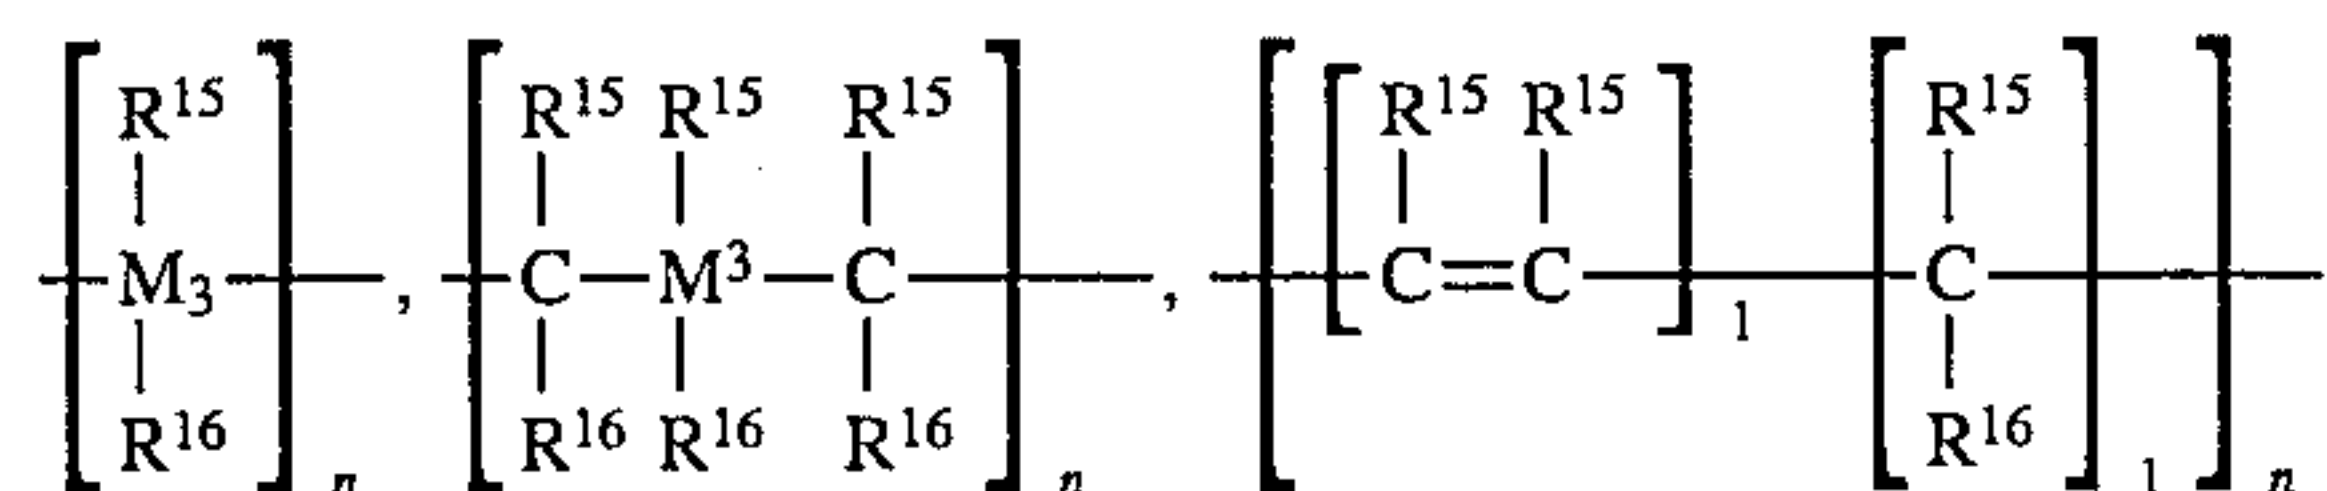 R15 R15 R15 R15 R15 R15 R15
M3 , C—M3—C , C=C C
1
R16 R16 R16 R16 R16
n n 1 n